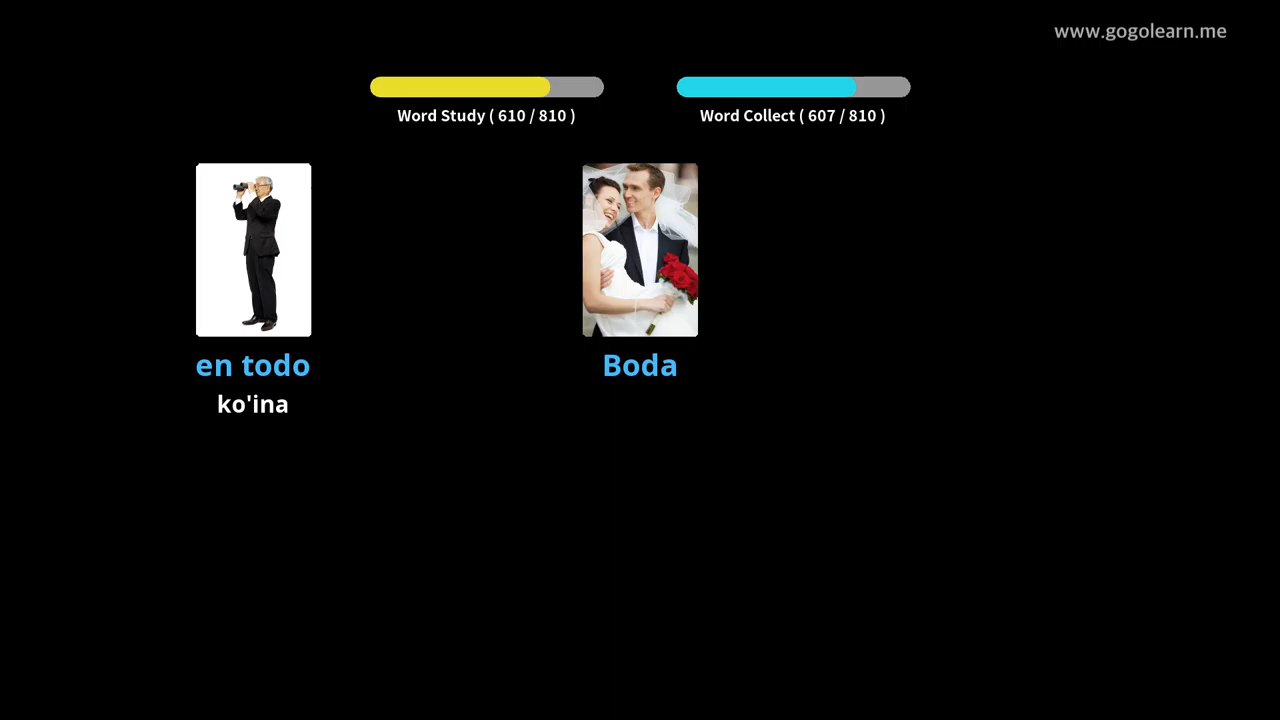 www.gogolearn.me
Word Study ( 610 / 810 )
Word Collect ( 607 / 810 )
en todo
ko'ina
Boda